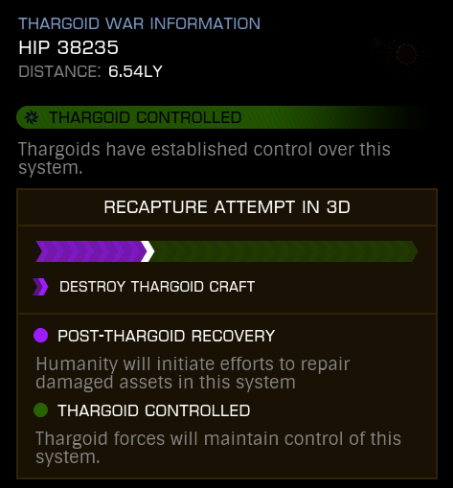 THARGOID WAR INFORMATION
HIP 38235
DISTANCE: 6.54LY
THARGOID CONTROLLED
Thargoids have established control over this
system.
RECAPTURE ATTEMPT IN 3D
DESTROY THARGOID CRAFT
POST-THARGOID RECOVERY
Humanity will initiate efforts to repair
damaged assets in this system
THARGOID CONTROLLED
Thargoid forces will maintain control of this
system.